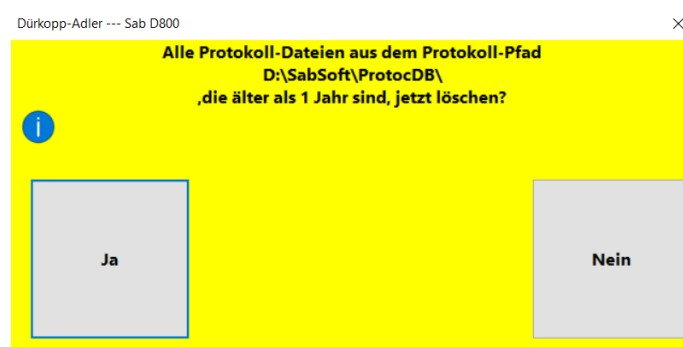 Dürkopp-Adler --- Sab D800
Alle Protokoll-Dateien aus dem Protokoll-Pfad
D:\SabSoft\ProtocDB\
,die älter als 1 Jahr sind, jetzt löschen?
Ja
Nein